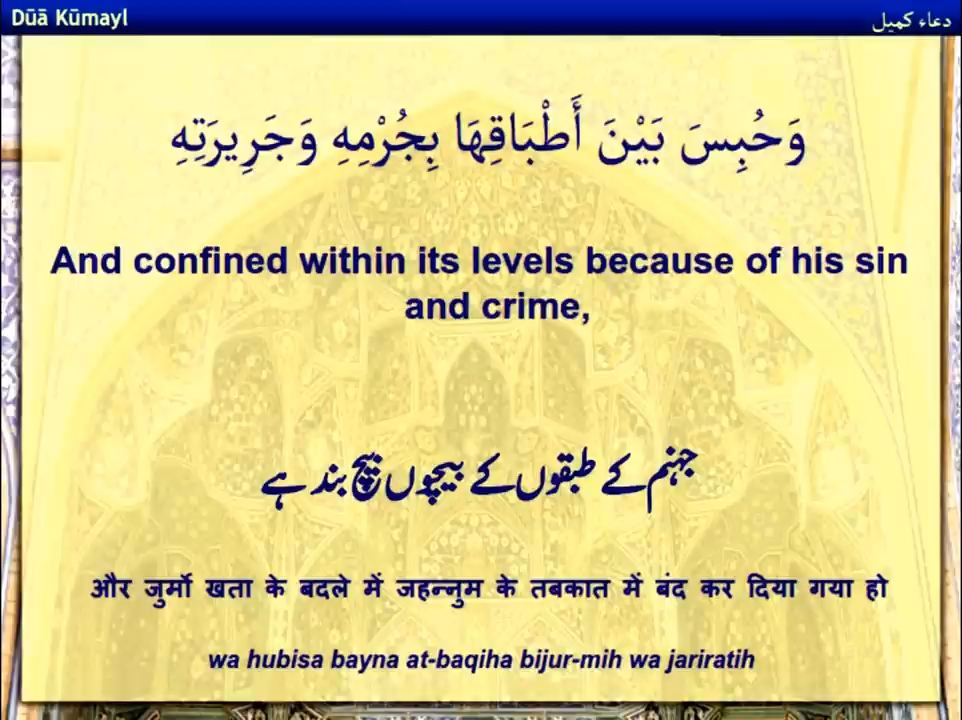 Dūā Kūmayl
دعاء كميل
وَحُبِسَ بَيْنَ أَطْبَاقِهَا بِجُرْمِهِ وَجَرِيرَتِهِ
And confined within its levels because of his sin
and crime,
جہنم کے طبقوں کے بیچوں بیچ بند ہے
और जुर्मो खता के बदले में जहन्नुम के तबकात में बंद कर दिया गया हो
wa hubisa bayna at-baqiha bijur-mih wa jariratih